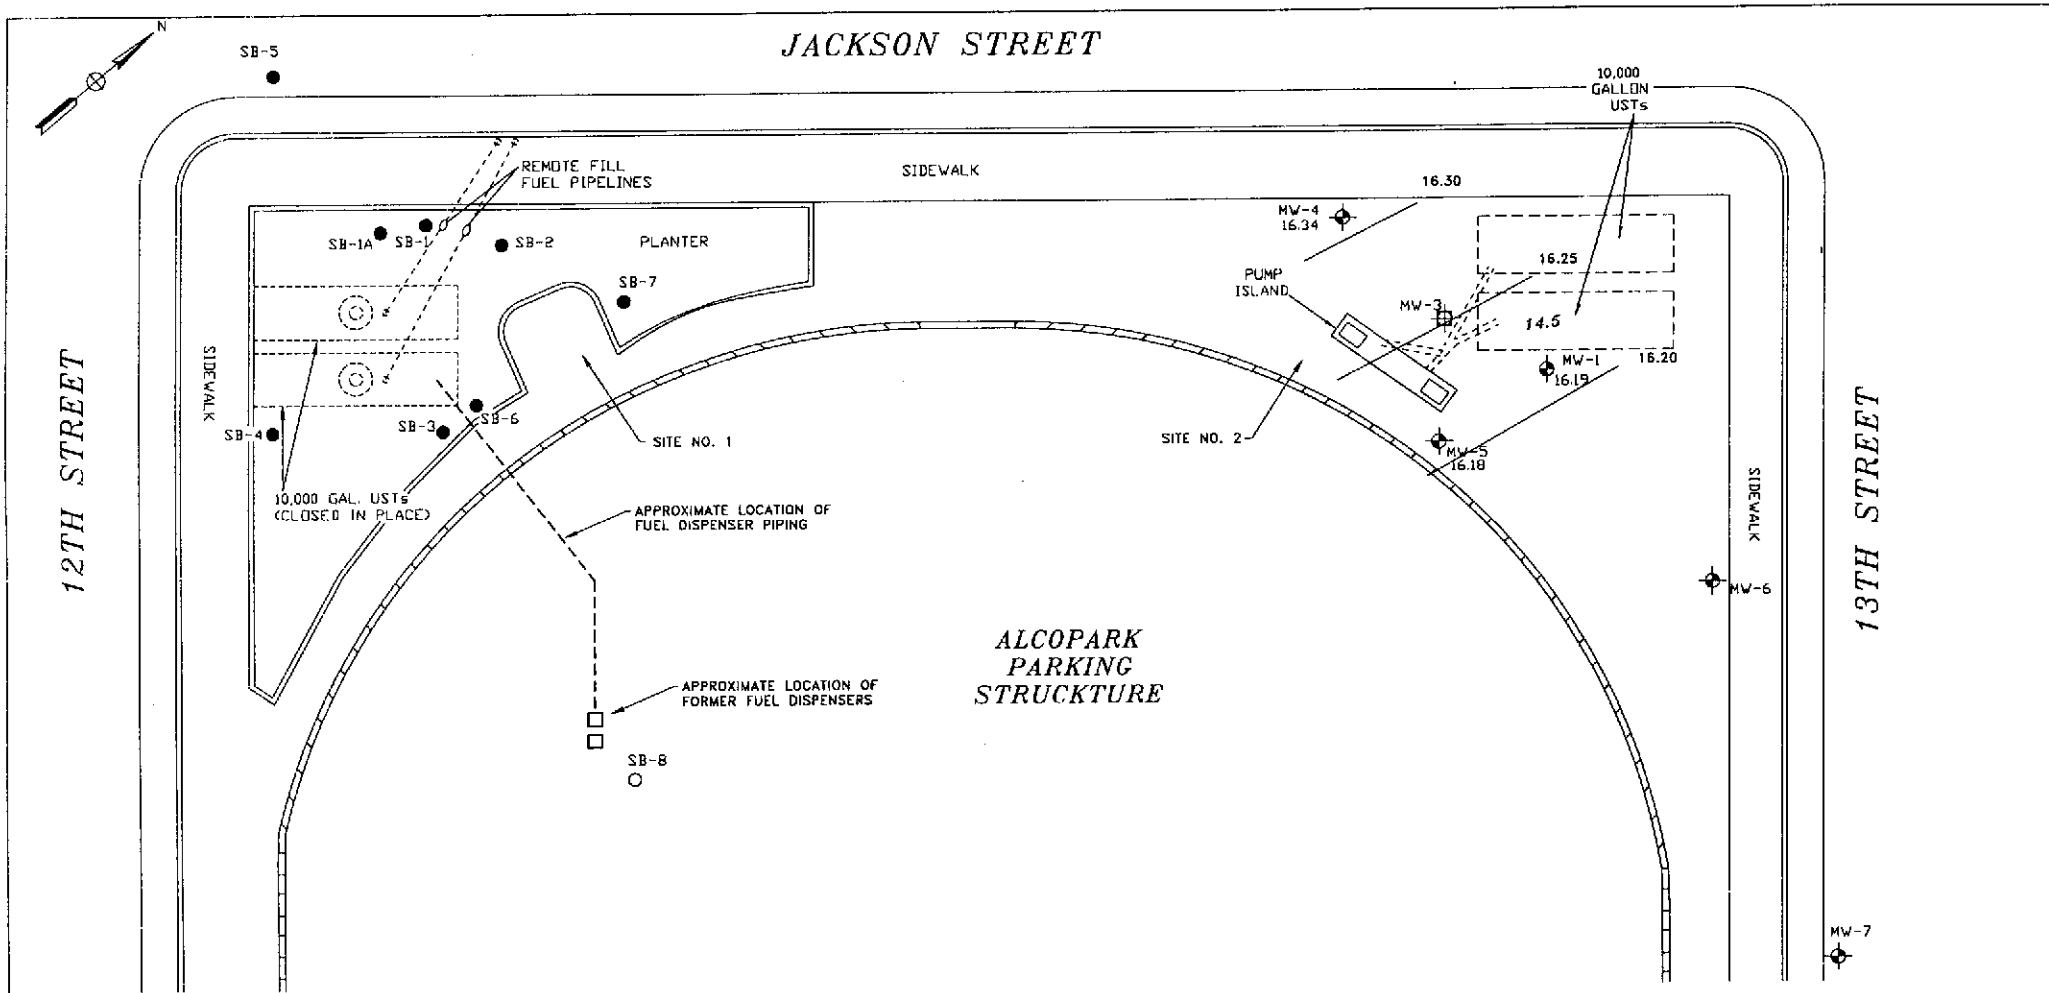 N
SB-5
JACKSON STREET
10,000
GALLON
USTs
REMOTE FILL
FUEL PIPELINES
SIDEWALK
16.30
MW-4
16.34
SB-1A
SB-1
SB-2
PLANTER
16.25
PUMP
ISLAND
SB-7
MW-3
14.5
SIDEWALK
MW-1
16.19
16.20
12TH STREET
13TH STREET
SB-4
SB-3
SB-6
SITE NO. 1
SITE NO. 2
MW-5
16.18
SIDEWALK
10,000 GAL. USTs
(CLOSED IN PLACE)
APPROXIMATE LOCATION OF
FUEL DISPENSER PIPING
MW-6
ALCOPARK
PARKING
STRUCKTURE
APPROXIMATE LOCATION OF
FORMER FUEL DISPENSERS
SB-8
MW-7